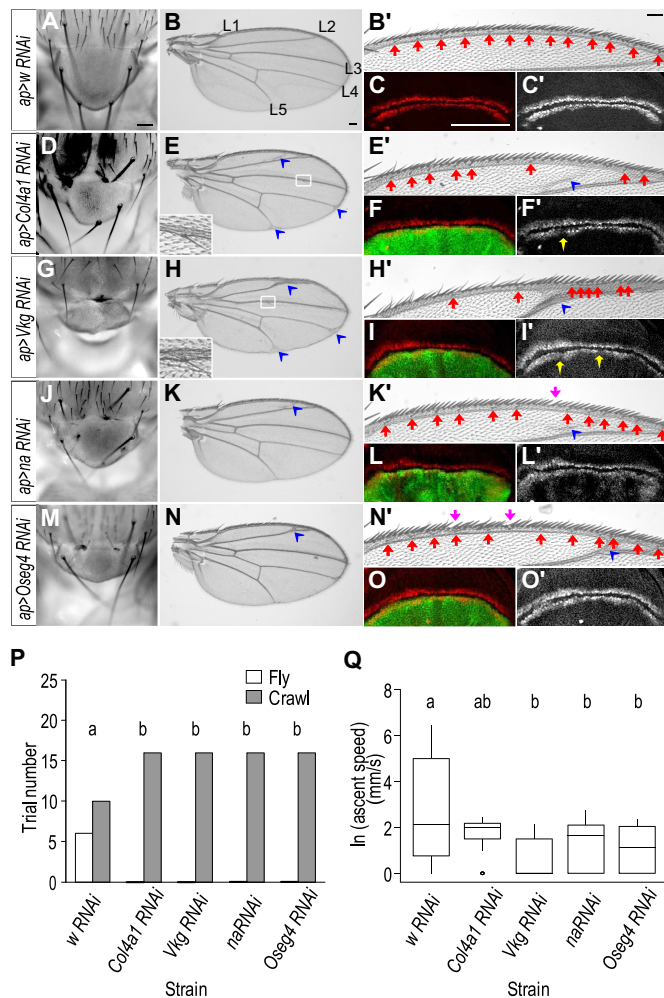 ap>w RNAi
A
B
L1
L2
L3
L4
L5
B'
C
C'
ap>Col4a1 RNAi
D
E
E'
F
F'
ap>Vkg RNAi
G
H
H'
I
I'
ap>na RNAi
J
K
K'
L
L'
ap>Oseg4 RNAi
M
N
N'
O
O'
P
Fly
Crawl
Trial number
25
20
15
10
5
0
a
b
b
b
b
w RNAi
Col4a1 RNAi
Vkg RNAi
naRNAi
Oseg4 RNAi
Strain
Q
ln (ascent speed)
(mm/s)
8
6
4
2
0
a
ab
b
b
b
w RNAi
Col4a1 RNAi
Vkg RNAi
naRNAi
Oseg4 RNAi
Strain